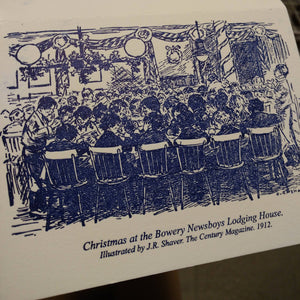 Christmas at the Bowery Newsboys Lodging House.
Illustrated by J.R. Shaver. The Century Magazine. 1912.